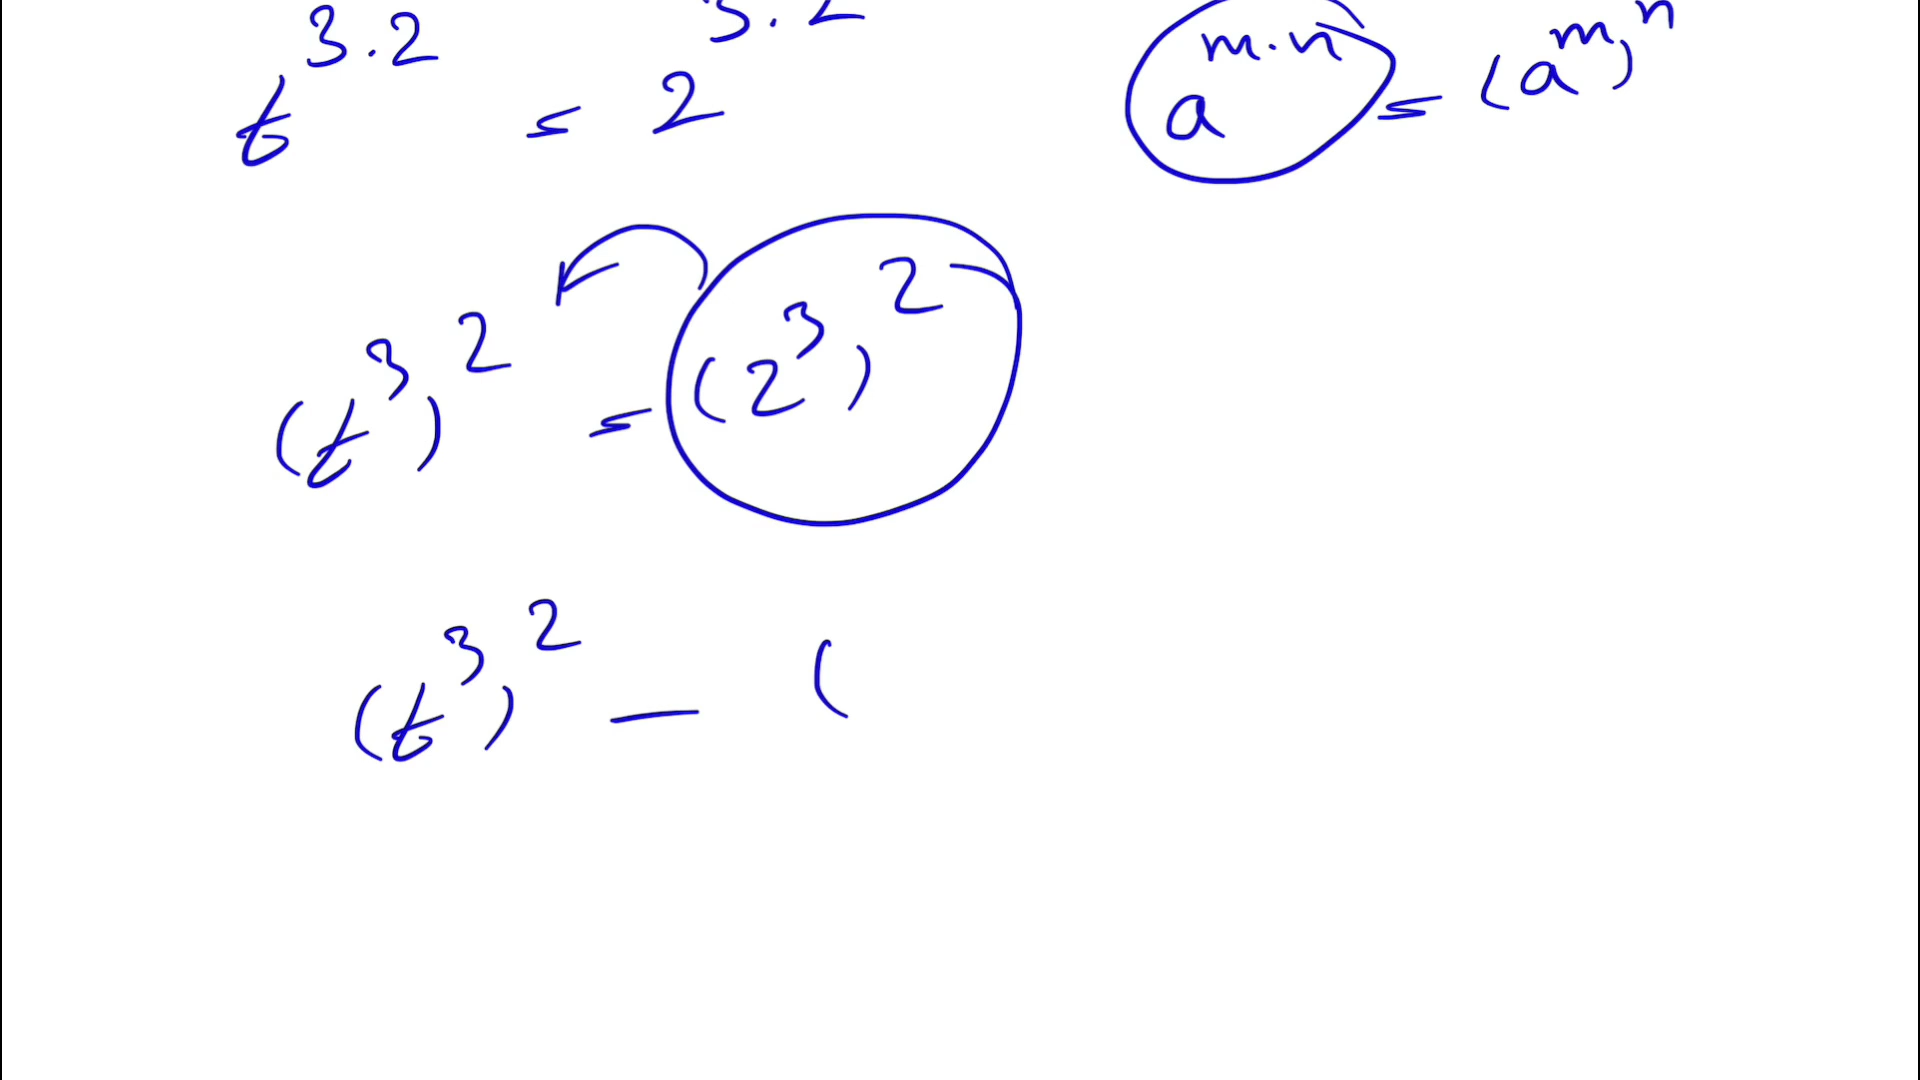 t^{3.2} = 2^{3.2}
a^{m.n} = (a^m)^n
(t^3)^2 = (2^3)^2
(t^3)^2 — (